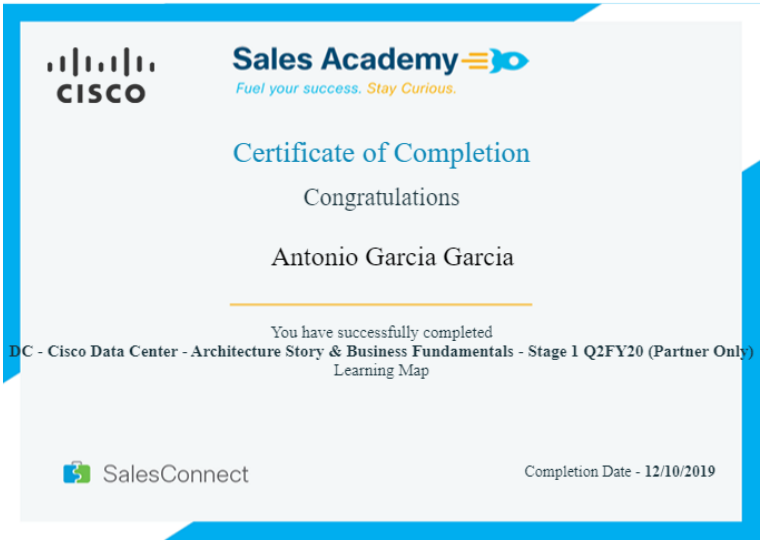 CISCO
Sales Academy
Fuel your success. Stay Curious.
Certificate of Completion
Congratulations
Antonio Garcia Garcia
You have successfully completed
DC - Cisco Data Center - Architecture Story & Business Fundamentals - Stage 1 Q2FY20 (Partner Only)
Learning Map
SalesConnect
Completion Date - 12/10/2019